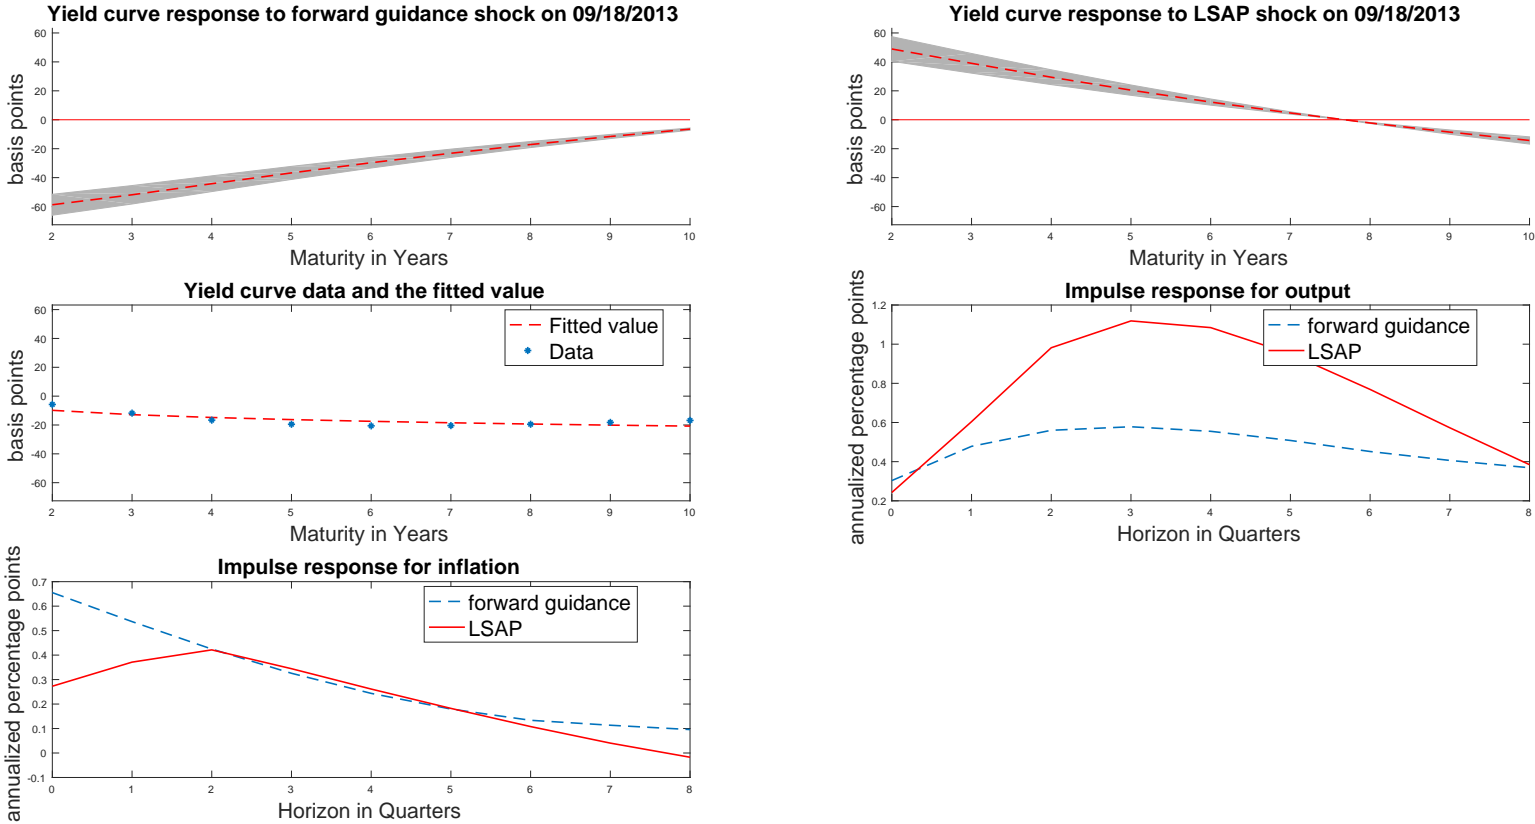 Yield curve response to forward guidance shock on 09/18/2013
basis points
60
40
20
0
-20
-40
-60
2 3 4 5 6 7 8 9 10
Maturity in Years
Yield curve response to LSAP shock on 09/18/2013
basis points
60
40
20
0
-20
-40
-60
2 3 4 5 6 7 8 9 10
Maturity in Years
Yield curve data and the fitted value
basis points
60
40
20
0
-20
-40
-60
Fitted value
Data
2 3 4 5 6 7 8 9 10
Maturity in Years
Impulse response for output
annualized percentage points
1.2
1
0.8
0.6
0.4
0.2
forward guidance
LSAP
0 1 2 3 4 5 6 7 8
Horizon in Quarters
Impulse response for inflation
annualized percentage points
0.7
0.6
0.5
0.4
0.3
0.2
0.1
0
-0.1
forward guidance
LSAP
0 1 2 3 4 5 6 7 8
Horizon in Quarters